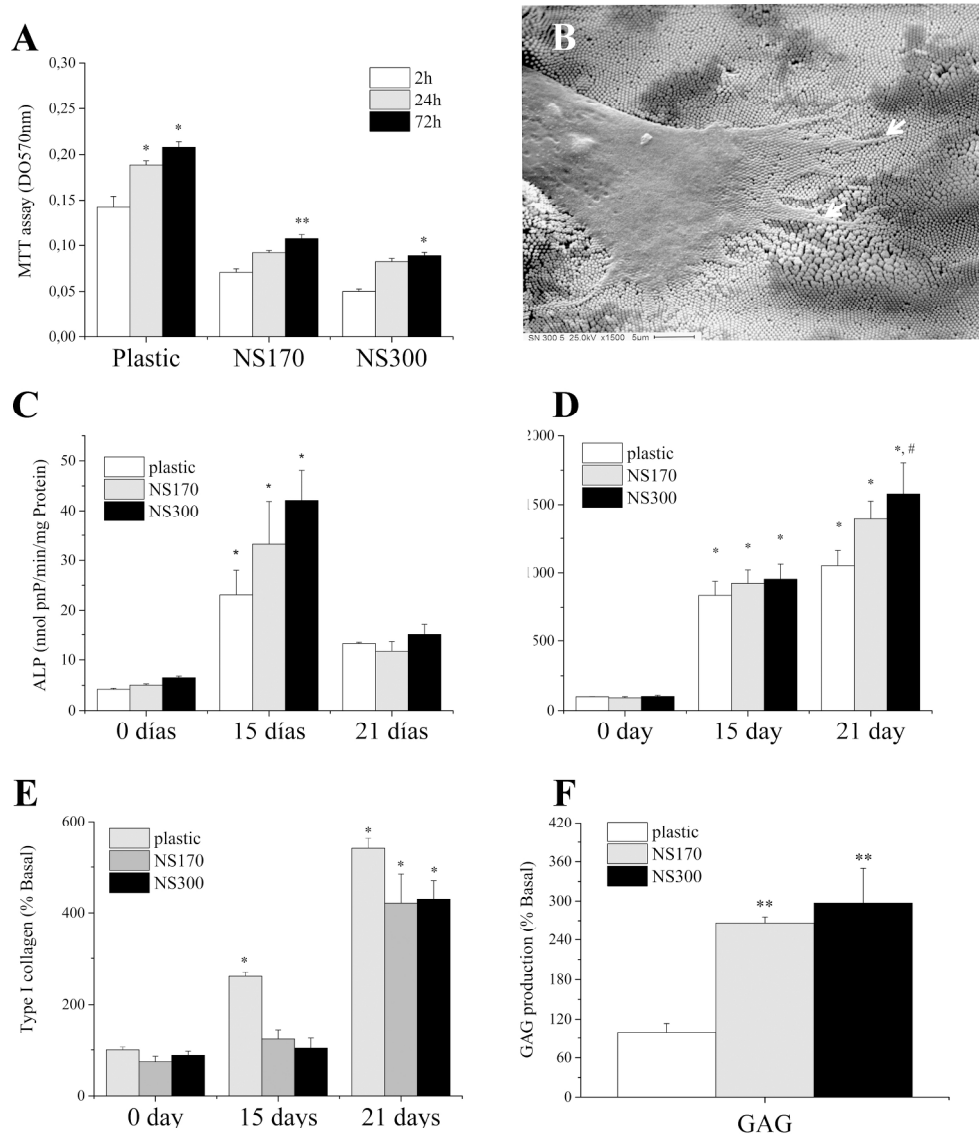 A
MTT assay (DO570nm)
0,30
0,25
0,20
0,15
0,10
0,05
0,00
2h
24h
72h
*
*
**
*
Plastic NS170 NS300
B
SN 300 5 25.0kV x1500 5um
C
ALP (nnol pnP/min/mg Protein)
50
40
30
20
10
0
plastic
NS170
NS300
*
*
*
0 días 15 días 21 días
D
2000
1500
1000
500
0
plastic
NS170
NS300
*
*
*
*
*
*, #
0 day 15 day 21 day
E
Type I collagen (% Basal)
600
400
200
0
plastic
NS170
NS300
*
*
*
*
0 day 15 days 21 days
F
GAG production (% Basal)
420
360
300
240
120
60
0
plastic
NS170
NS300
**
**
GAG